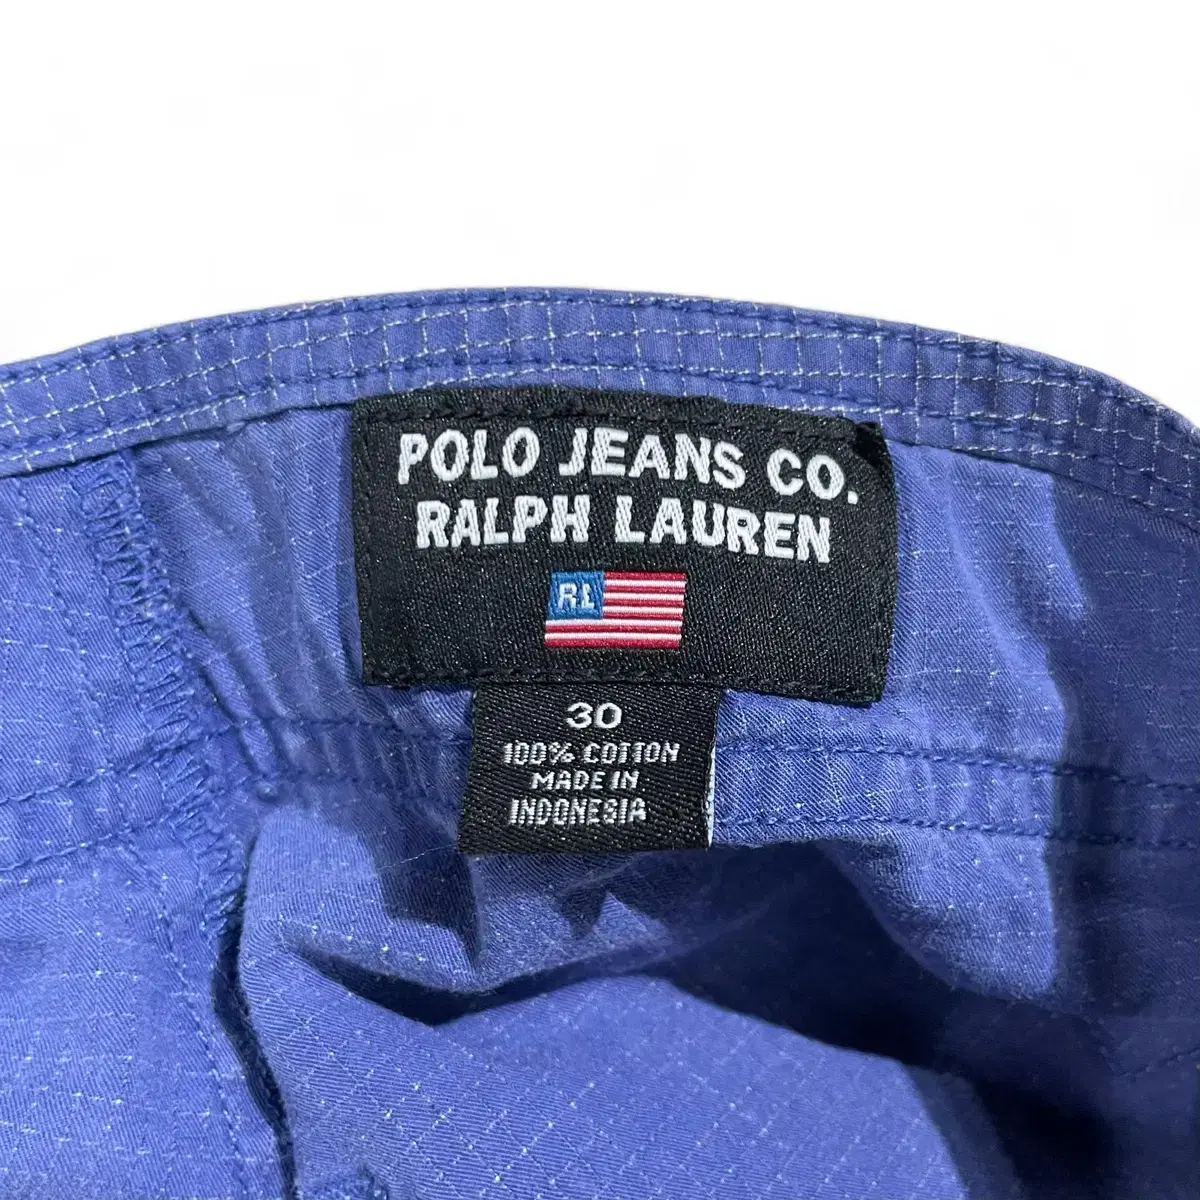 POLO JEANS CO.
RALPH LAUREN
RL
30
100% COTTON
MADE IN
INDONESIA